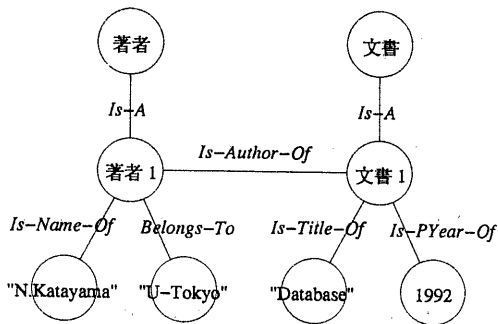 著者
文書
Is-A
Is-A
Is-Author-Of
著者 1
文書 1
Is-Name-Of
Belongs-To
Is-Title-Of
Is-PYear-Of
"N.Katayama"
"U-Tokyo"
"Database"
1992